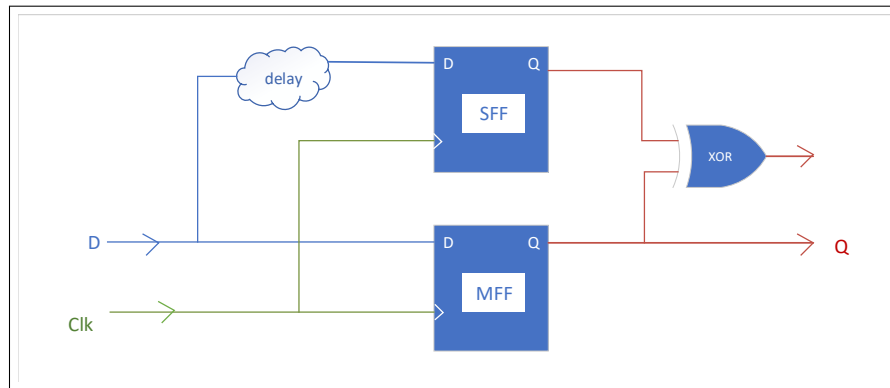 D Q
delay
SFF
XOR
D
D Q
Q
MFF
Clk